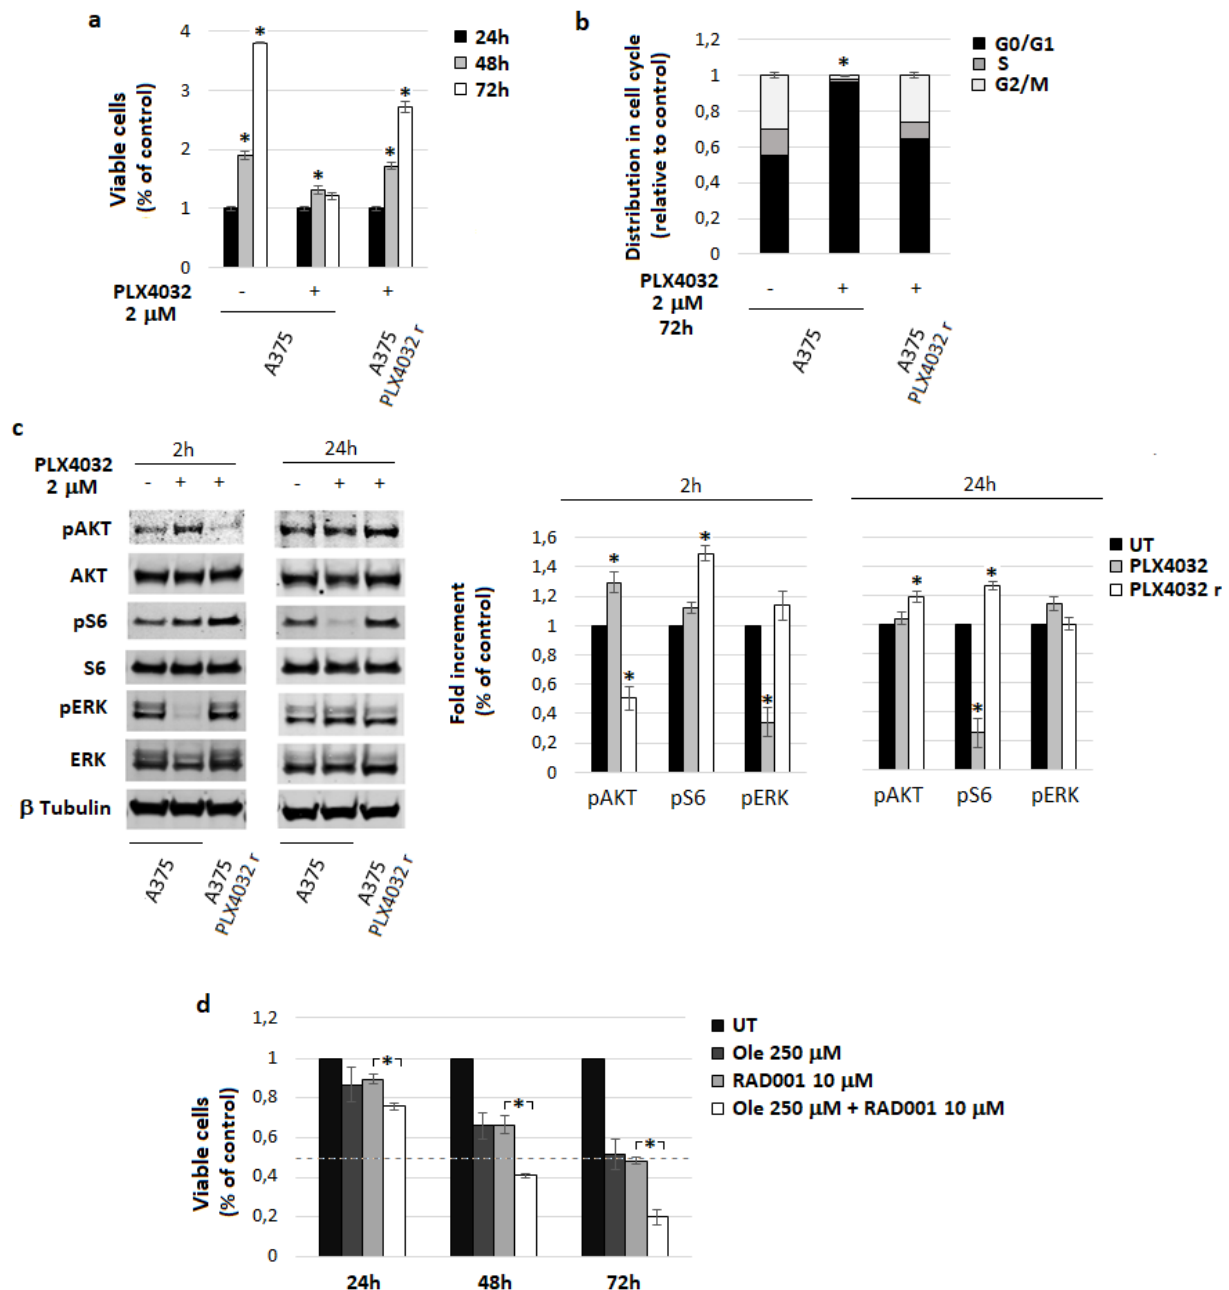 a
Viable cells
(% of control)
4
3
2
1
0
* * * * *
24h
48h
72h
PLX4032
2 μM
- + +
A375
A375
PLX4032 r
b
Distribution in cell cycle
(relative to control)
1,2
1
0,8
0,6
0,4
0,2
0
*
G0/G1
S
G2/M
PLX4032
2 μM
72h
- + +
A375
A375
PLX4032 r
c
PLX4032
2 μM
2h
- + +
24h
- + +
pAKT
AKT
pS6
S6
pERK
ERK
β Tubulin
A375
A375
PLX4032 r
A375
A375
PLX4032 r
Fold increment
(% of control)
2h
24h
1,6
1,4
1,2
1
0,8
0,6
0,4
0,2
0
* * * *
* * *
pAKT pS6 pERK
pAKT pS6 pERK
UT
PLX4032
PLX4032 r
d
Viable cells
(% of control)
1,2
1
0,8
0,6
0,4
0,2
0
* * *
24h 48h 72h
UT
Ole 250 μM
RAD001 10 μM
Ole 250 μM + RAD001 10 μM